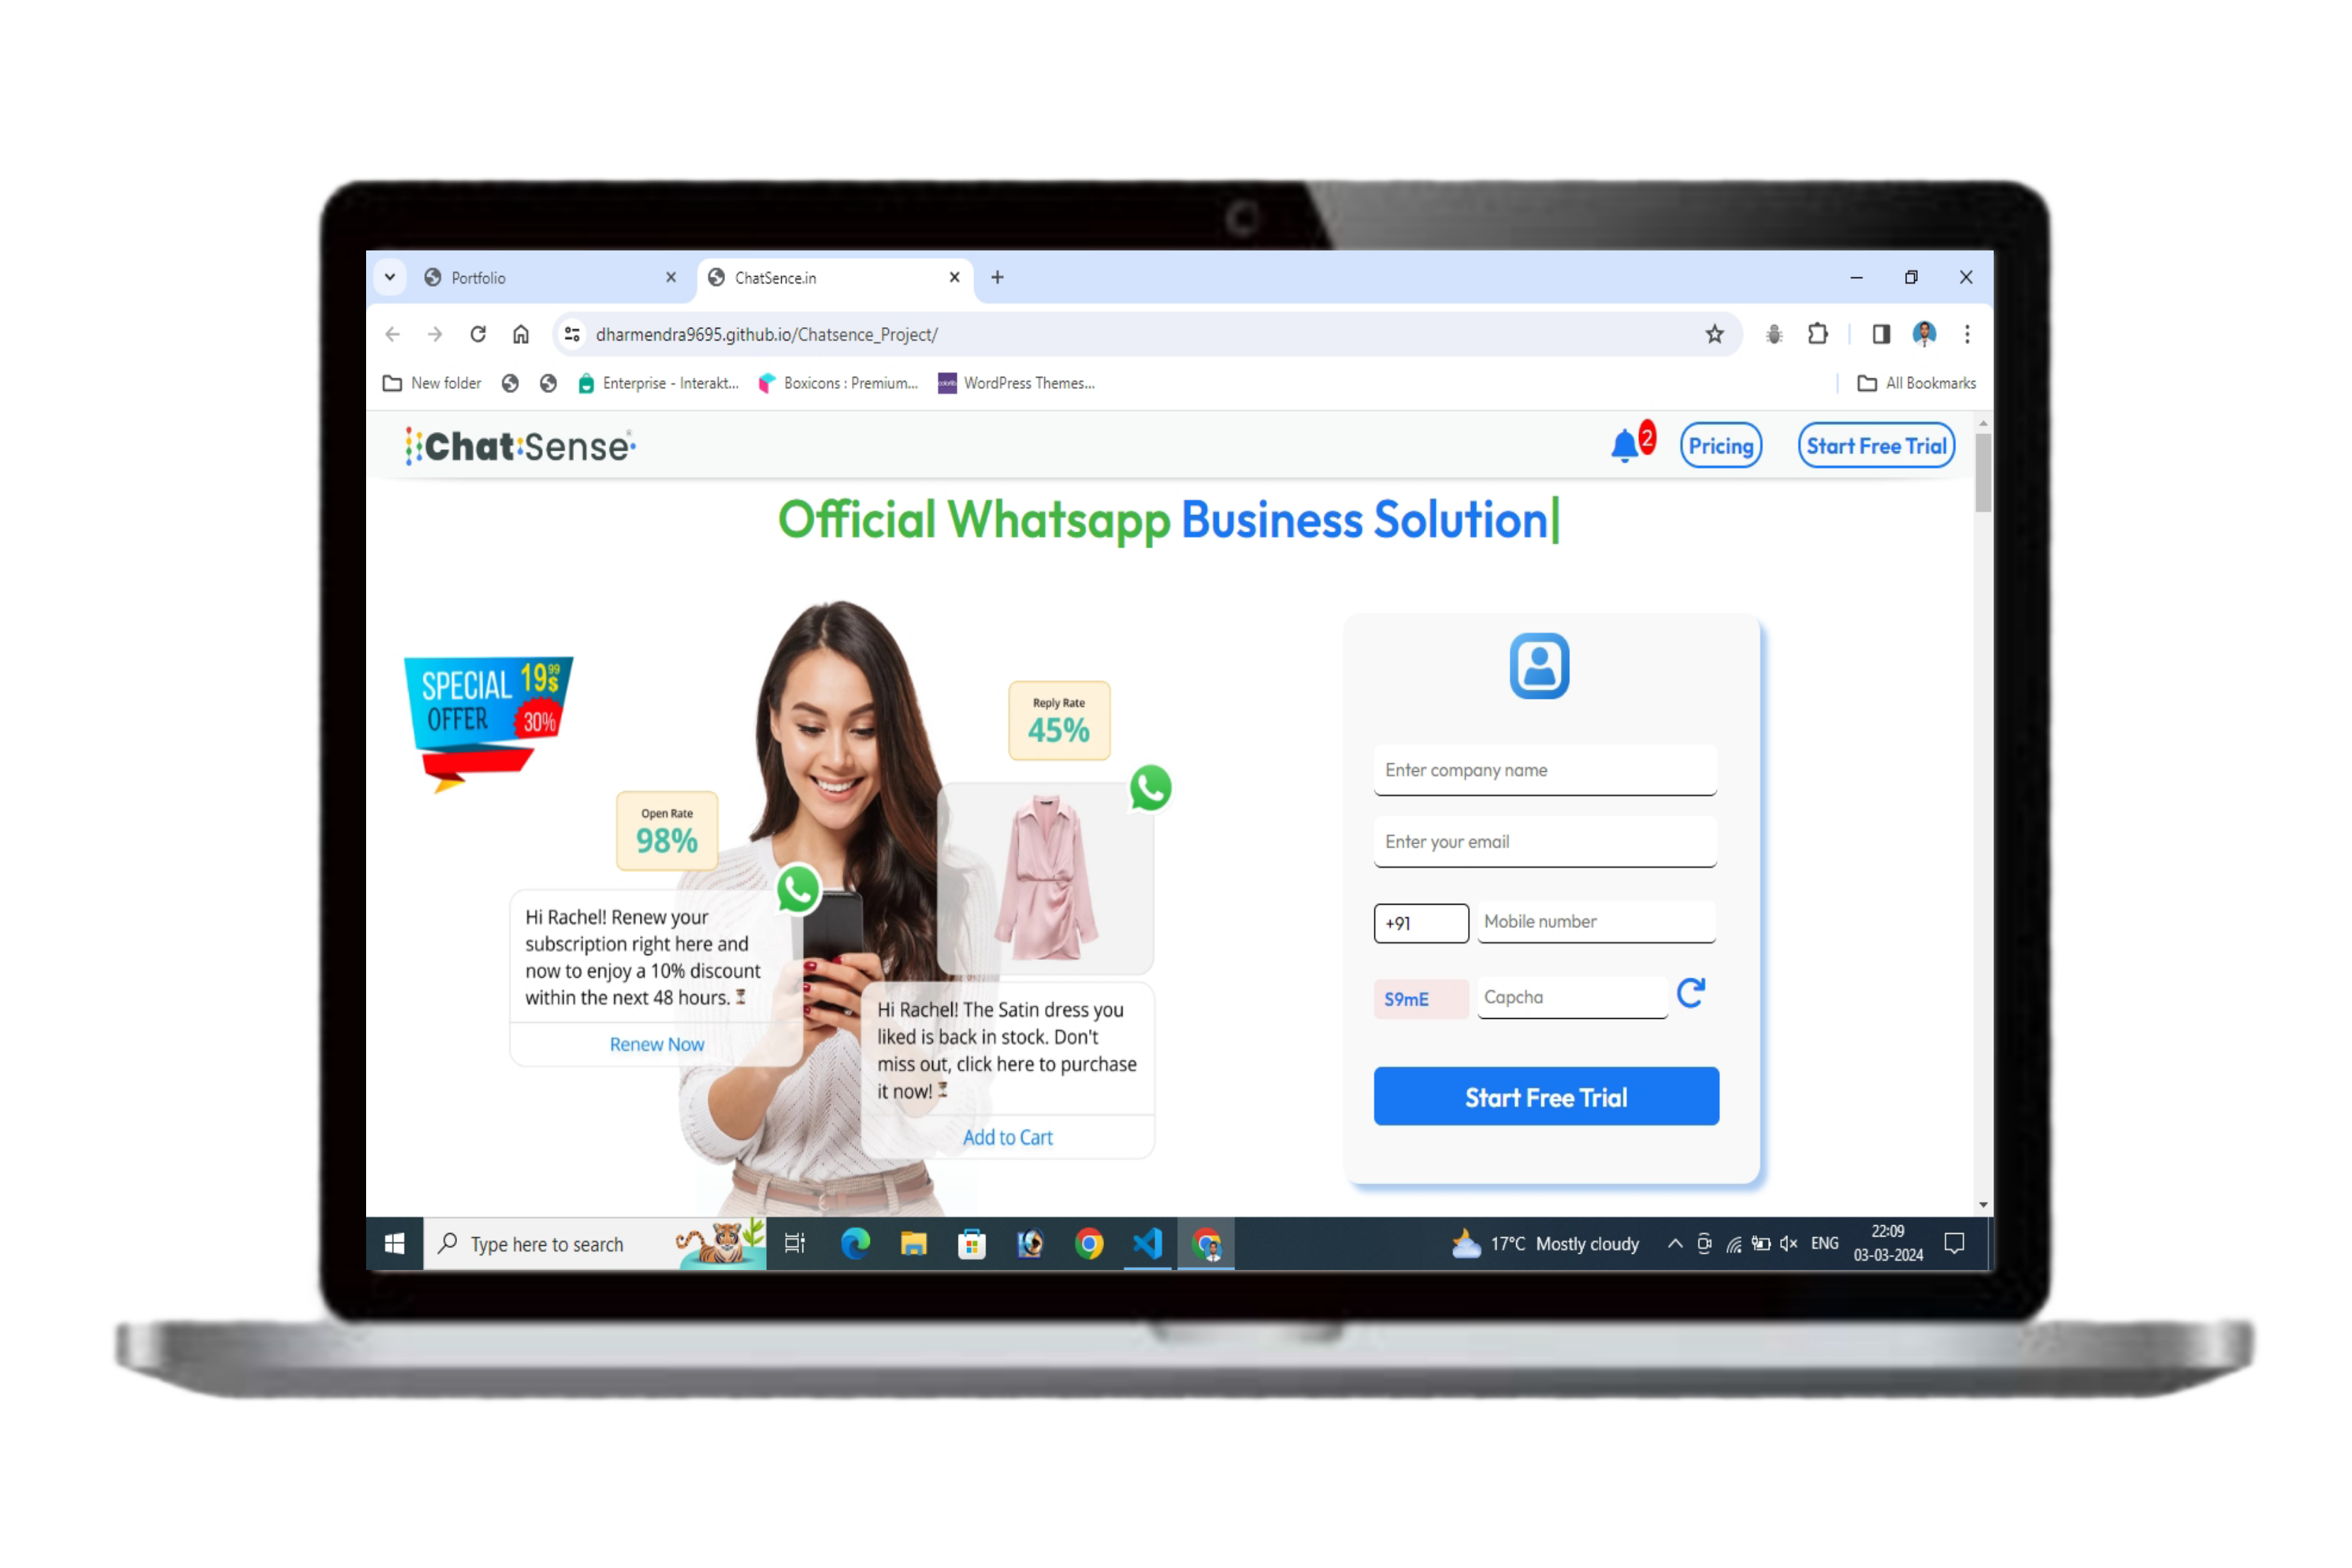 Portfolio
ChatSence.in
dharmendra9695.github.io/Chatsence_Project/
New folder
Enterprise - Interakt...
Boxicons : Premium...
WordPress Themes...
All Bookmarks
Chat Sense
2
Pricing
Start Free Trial
Official Whatsapp Business Solution
SPECIAL 19 99 $
OFFER 30%
Reply Rate
45%
Open Rate
98%
Hi Rachel! Renew your
subscription right here and
now to enjoy a 10% discount
within the next 48 hours.
Renew Now
Hi Rachel! The Satin dress you
liked is back in stock. Don't
miss out, click here to purchase
it now!
Add to Cart
Enter company name
Enter your email
+91
Mobile number
S9mE
Capcha
Start Free Trial
Type here to search
17°C Mostly cloudy
ENG
22:09
03-03-2024